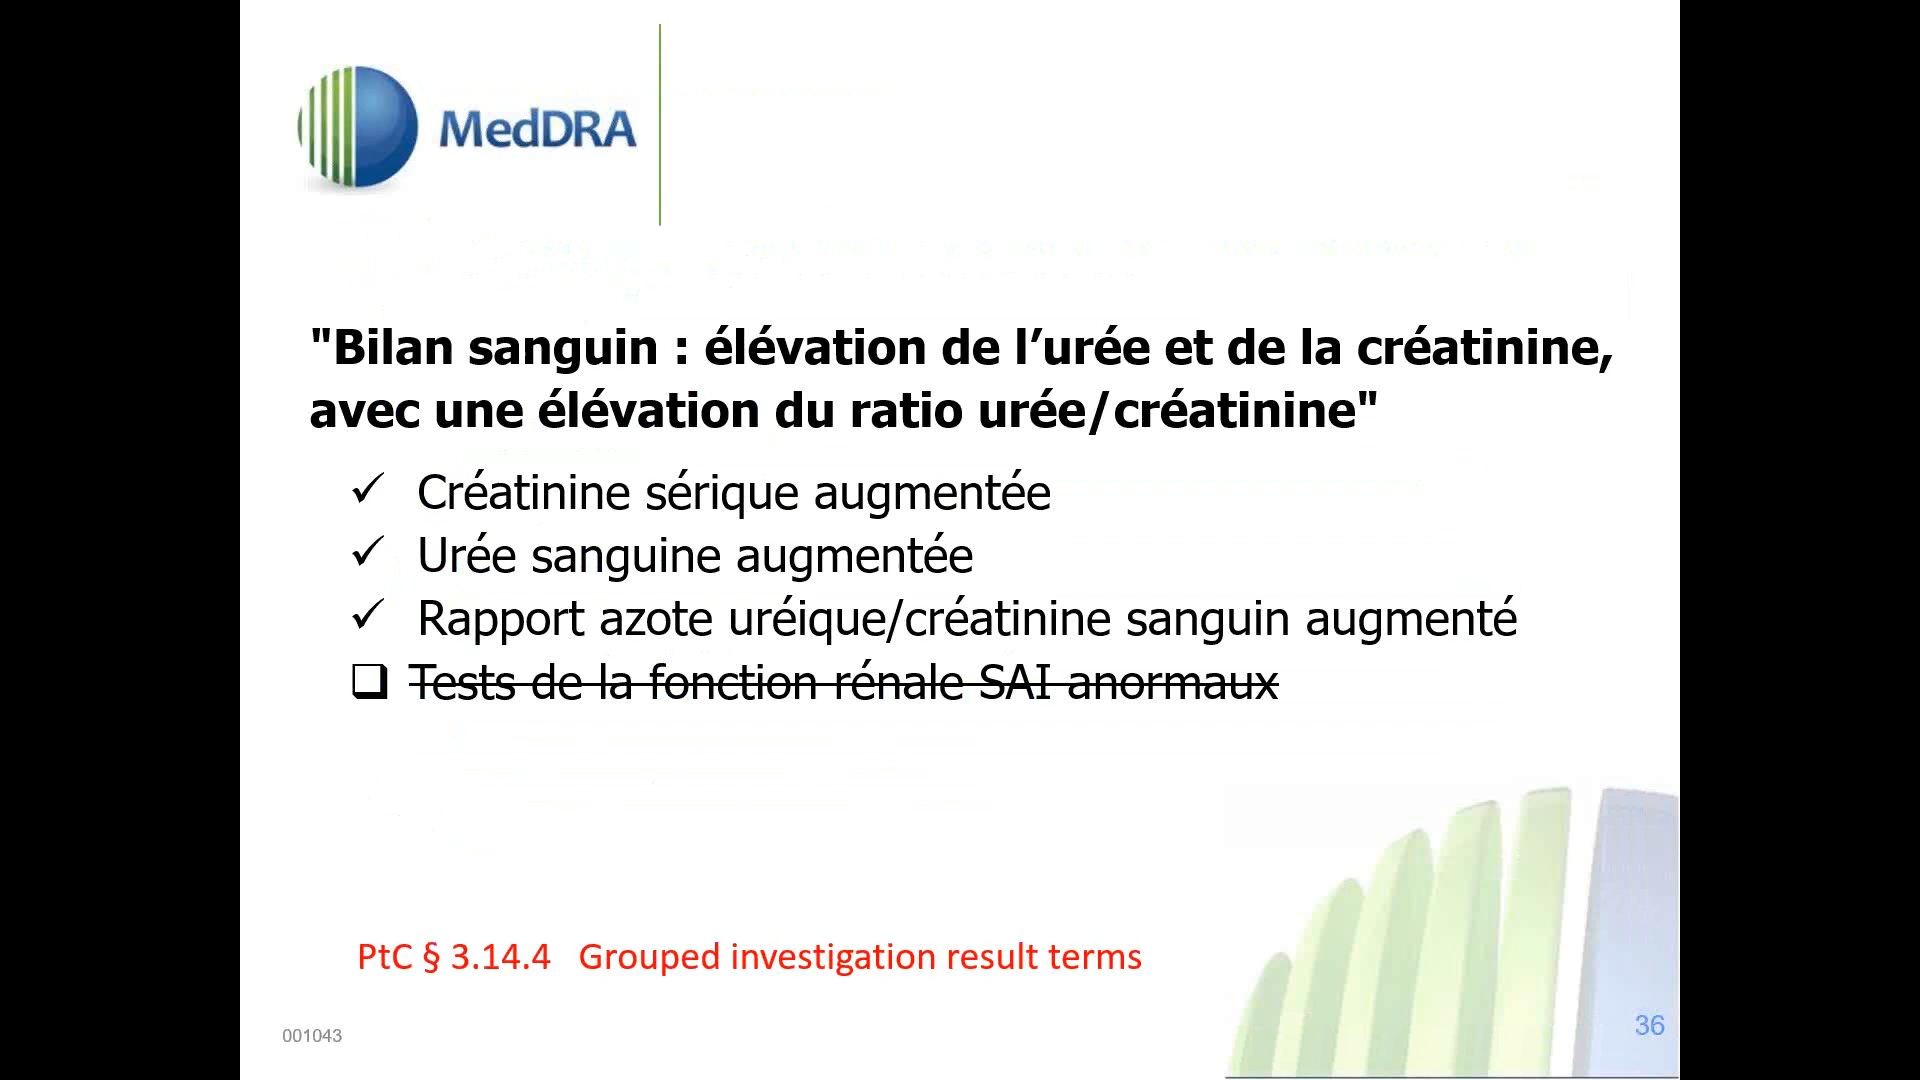 MedDRA
"Bilan sanguin : élévation de l’urée et de la créatinine,
avec une élévation du ratio urée/créatinine"
✓ Créatinine sérique augmentée
✓ Urée sanguine augmentée
✓ Rapport azote uréique/créatinine sanguin augmenté
❑ Tests de la fonction rénale SAI anormaux
PtC § 3.14.4 Grouped investigation result terms
001043
36